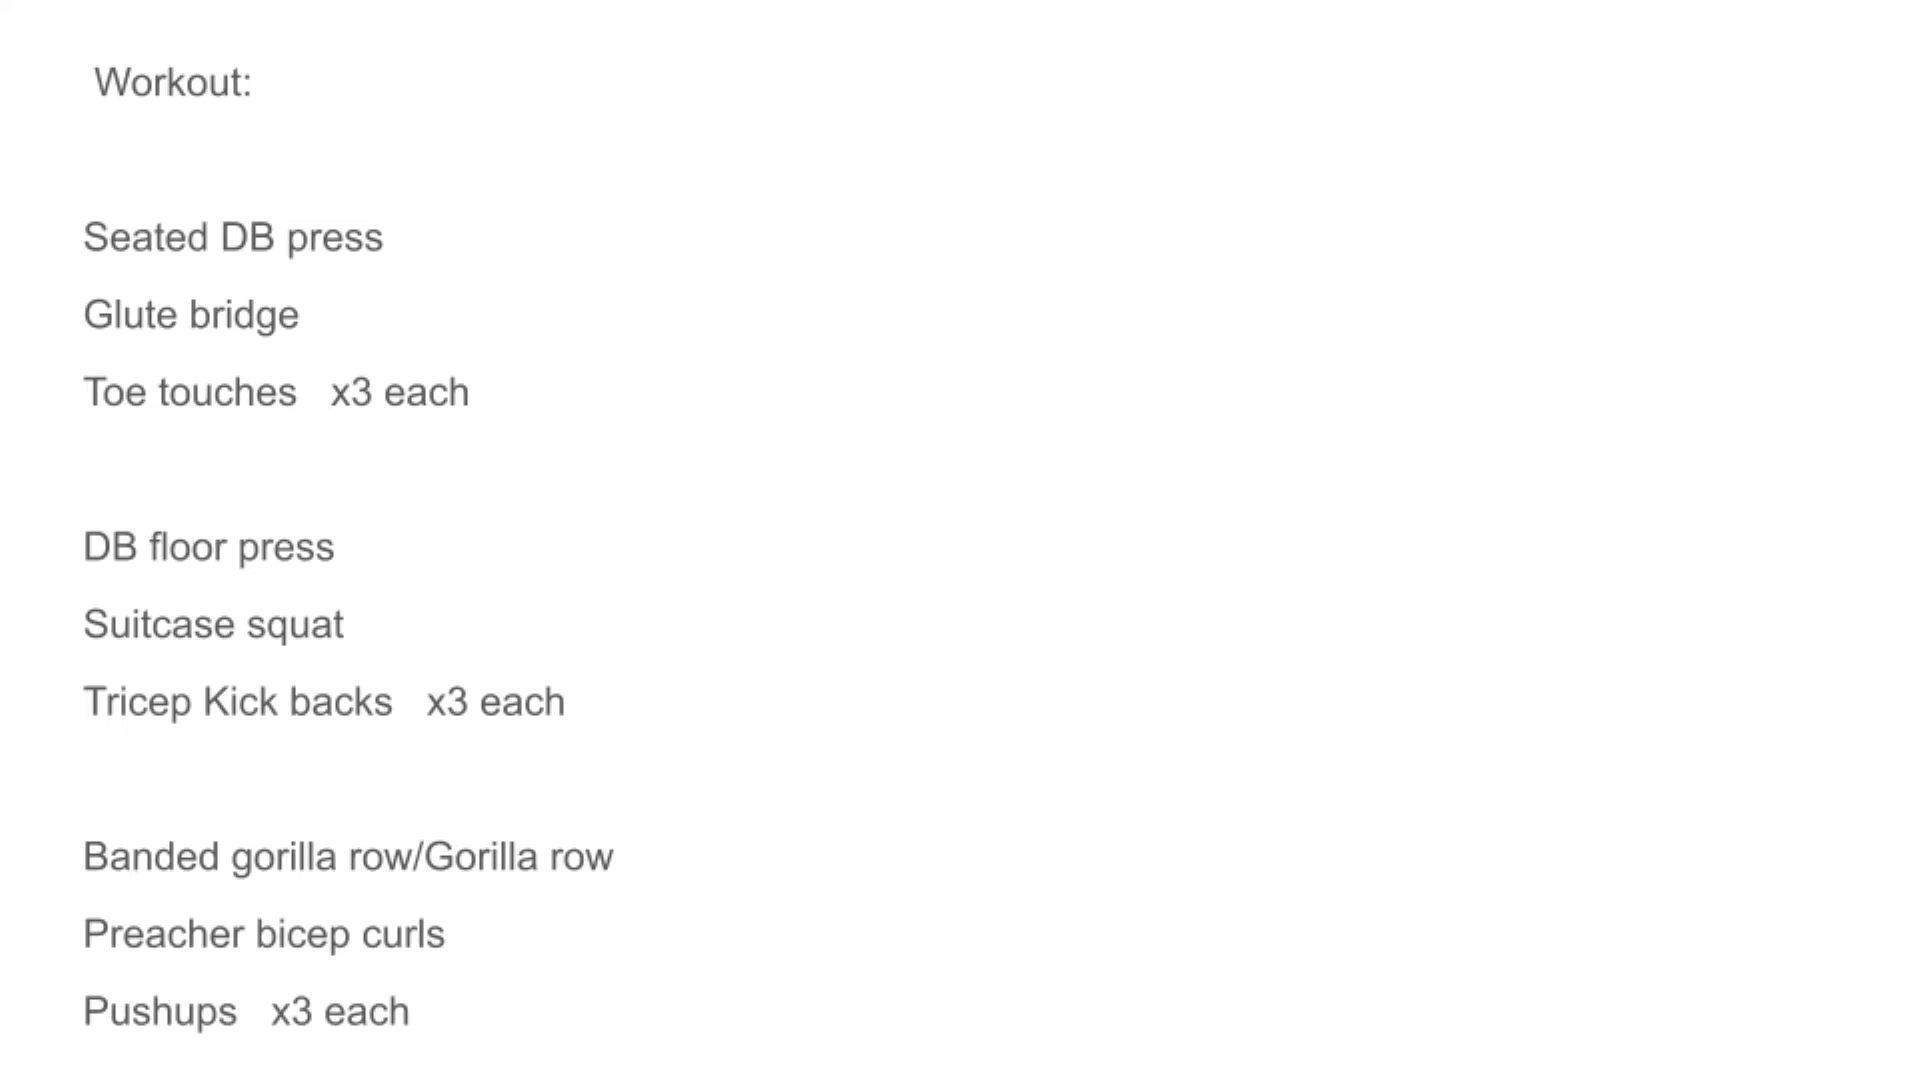 Workout:
Seated DB press
Glute bridge
Toe touches x3 each
DB floor press
Suitcase squat
Tricep Kick backs x3 each
Banded gorilla row/Gorilla row
Preacher bicep curls
Pushups x3 each